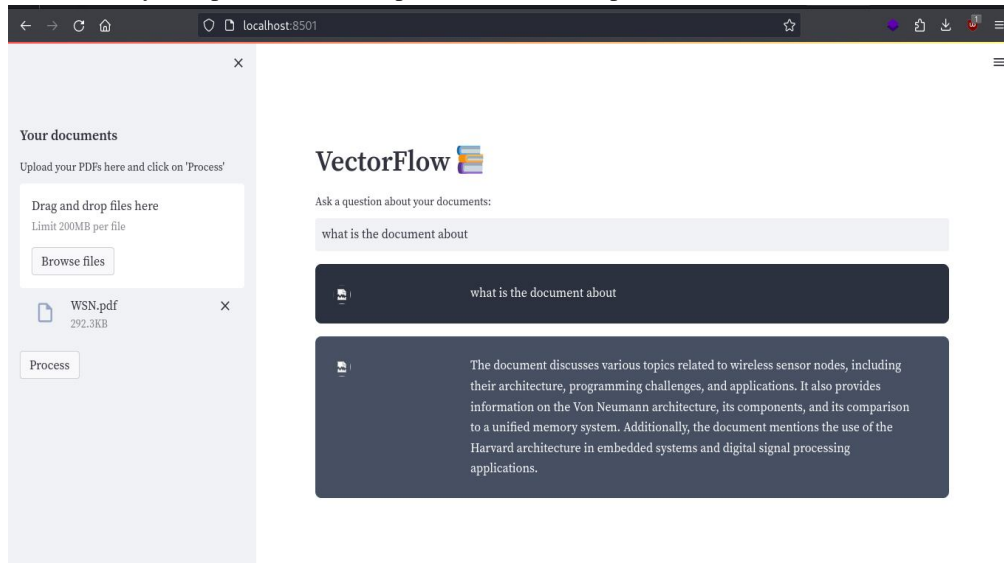 localhost:8501
1
Your documents
Upload your PDFs here and click on 'Process'
Drag and drop files here
Limit 200MB per file
Browse files
WSN.pdf
292.3KB
Process
VectorFlow
Ask a question about your documents:
what is the document about
what is the document about
The document discusses various topics related to wireless sensor nodes, including
their architecture, programming challenges, and applications. It also provides
information on the Von Neumann architecture, its components, and its comparison
to a unified memory system. Additionally, the document mentions the use of the
Harvard architecture in embedded systems and digital signal processing
applications.